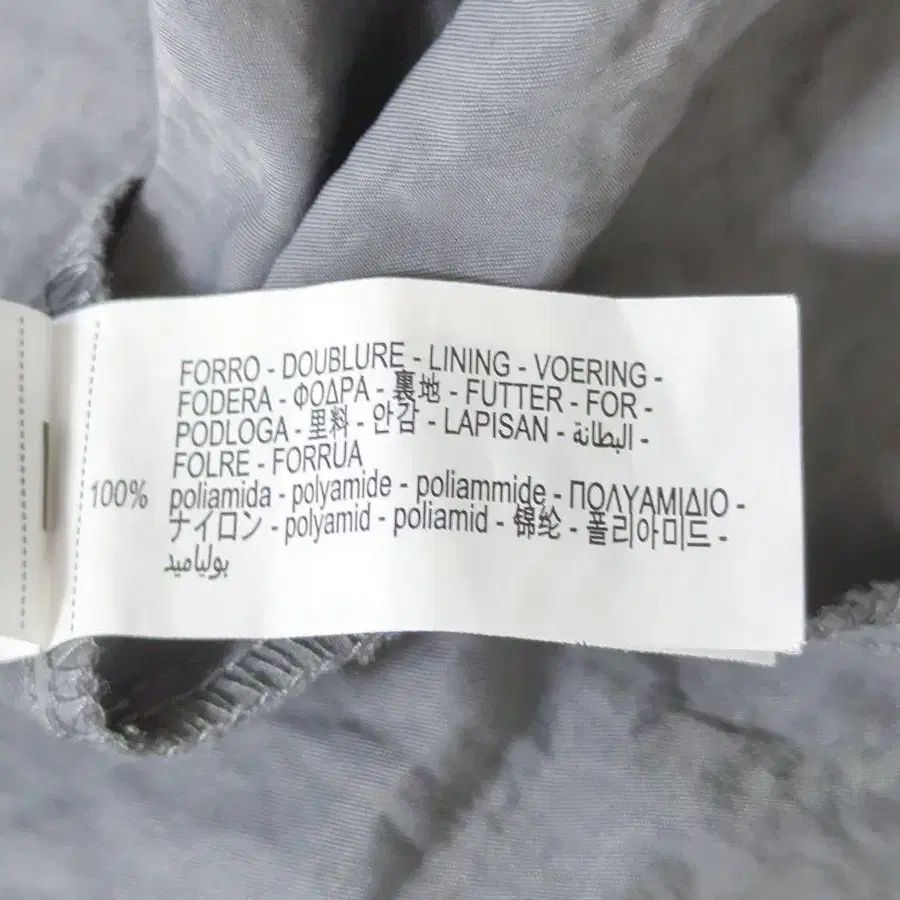 FORRO - DOUBLURE - LINING - VOERING -
FODERA - ΦΟΔΡΑ - 裏地 - FUTTER - FOR -
PODLOGA - 里料 - 안감 - LAPISAN - البطانة -
FOLRE - FORRUA
100% poliamida - polyamide - poliammide - ΠΟΛΥΑΜΙΔΙΟ -
ナイロン - polyamid - poliamid - 锦纶 - 폴리아미드 -
بولياميد